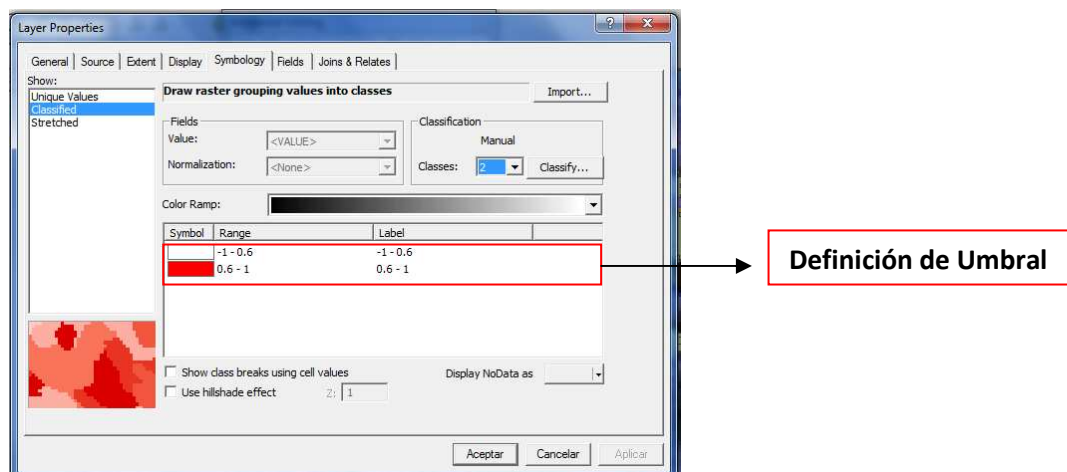 Layer Properties
General Source Extent Display Symbology Fields Joins & Relates
Show:
Unique Values
Classified
Stretched
Draw raster grouping values into classes
Import...
Fields
Value: <VALUE>
Normalization: <None>
Classification
Manual
Classes: 2 Classify...
Color Ramp:
Symbol Range Label
-1 - 0.6 -1 - 0.6
0.6 - 1 0.6 - 1
Definición de Umbral
Show class breaks using cell values
Display NoData as
Use hillshade effect Z: 1
Aceptar Cancelar Aplicar